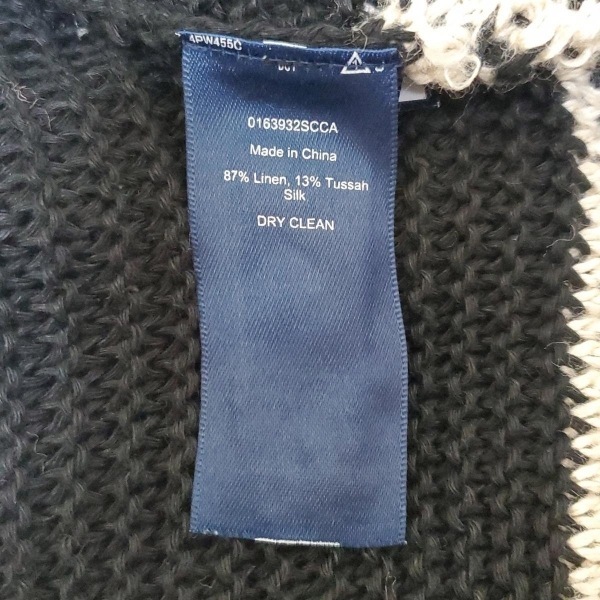 4PW455C
0163932SCCA
Made in China
87% Linen, 13% Tussah
Silk
DRY CLEAN